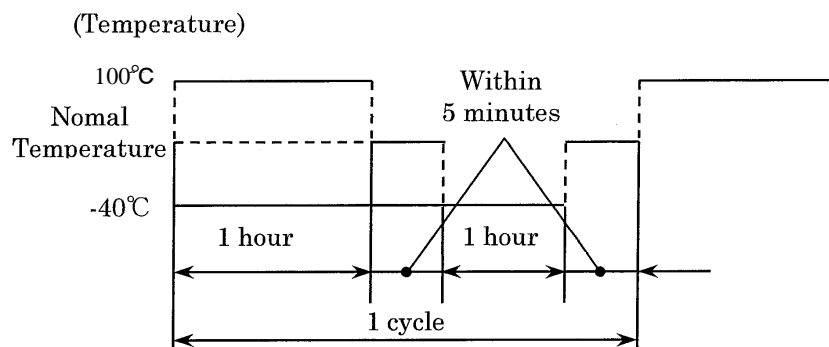 (Temperature)
100°C
Within
5 minutes
Nomal
Temperature
-40℃
1 hour
1 hour
1 cycle